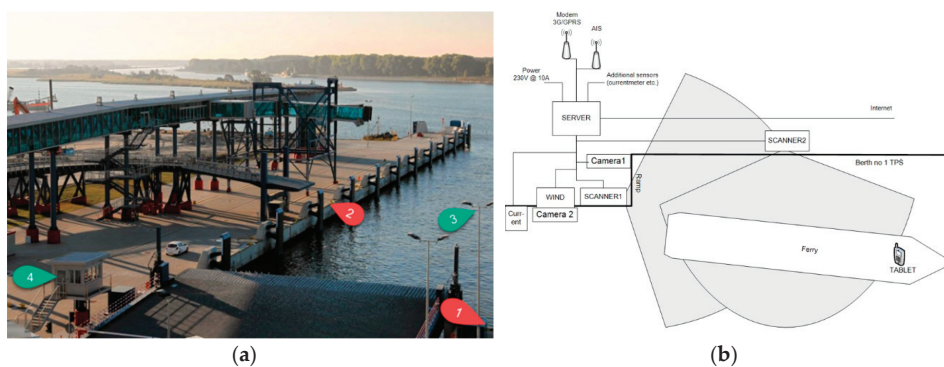 2
3
4
1
(a)
Modem
3G/GPRS
AIS
Power
230V @ 10A
Additional sensors
(currentmeter etc.)
SERVER
Internet
SCANNER2
Camera1
Berth no 1 TPS
Ramp
WIND
SCANNER1
Curr-
ent
Camera 2
Ferry
TABLET
(b)